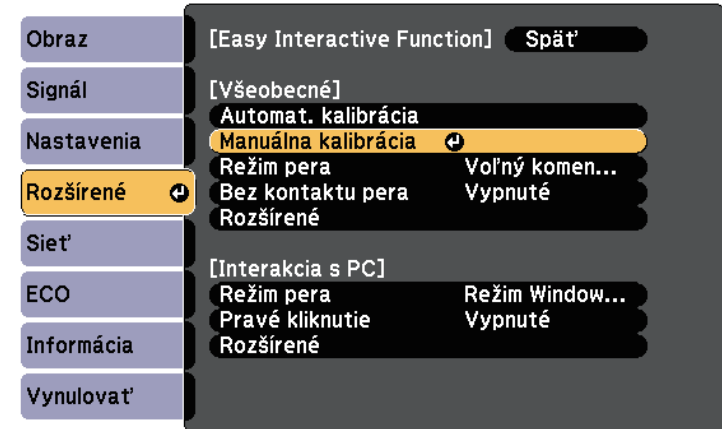 Obraz
Signál
Nastavenia
Rozšírené
Sieť
ECO
Informácia
Vynulovať
[Easy Interactive Function] Späť
[Všeobecné]
Automat. kalibrácia
Manuálna kalibrácia
Režim pera Voľný komen...
Bez kontaktu pera Vypnuté
Rozšírené
[Interakcia s PC]
Režim pera Režim Window...
Pravé kliknutie Vypnuté
Rozšírené